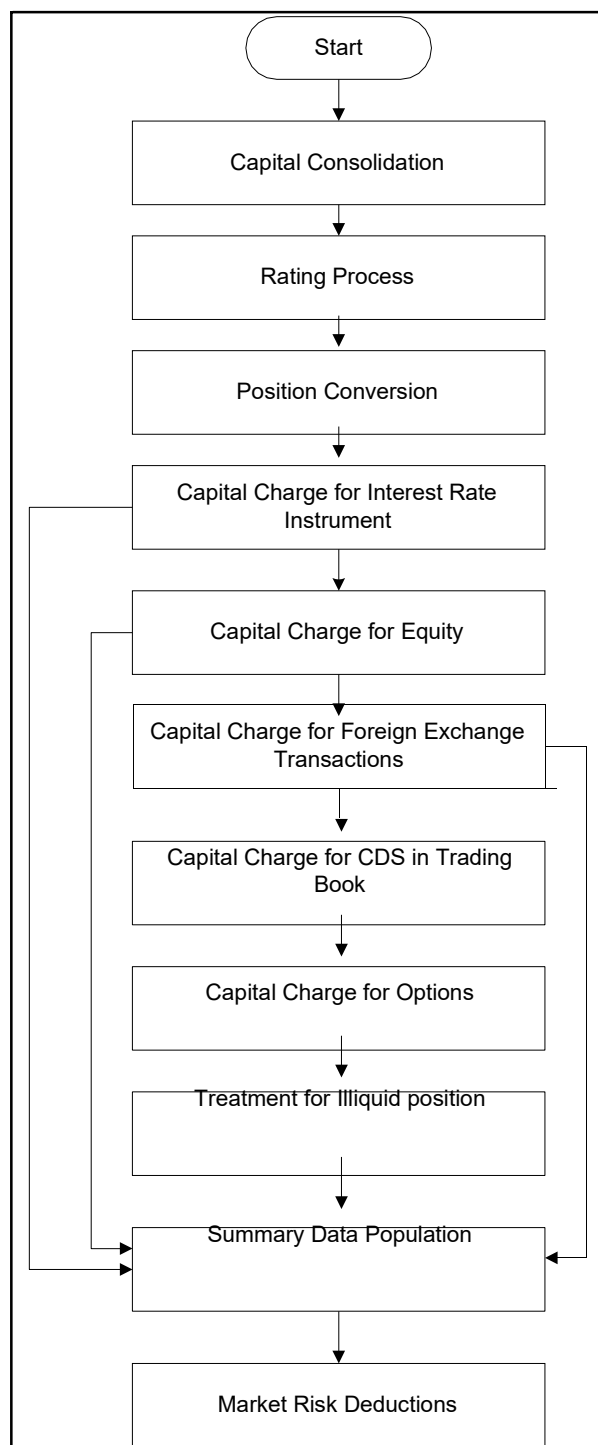 Start
Capital Consolidation
Rating Process
Position Conversion
Capital Charge for Interest Rate
Instrument
Capital Charge for Equity
Capital Charge for Foreign Exchange
Transactions
Capital Charge for CDS in Trading
Book
Capital Charge for Options
Treatment for Illiquid position
Summary Data Population
Market Risk Deductions